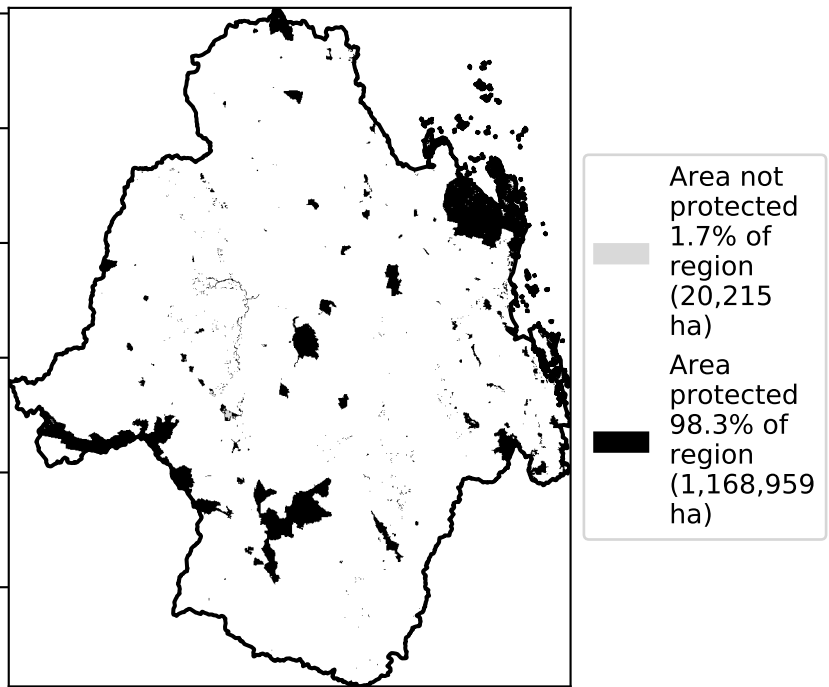 Area not
protected
1.7% of
region
(20,215
ha)
Area
protected
98.3% of
region
(1,168,959
ha)